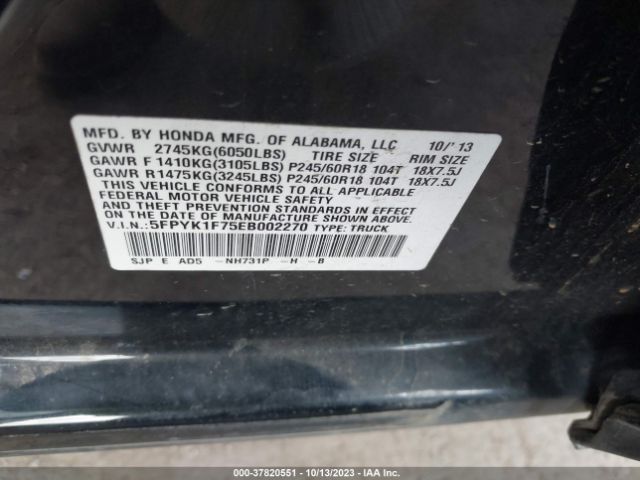 MFD. BY HONDA MFG. OF ALABAMA, LLC 10/'13
GVWR 2745KG(6050LBS) TIRE SIZE RIM SIZE
GAWR F 1410KG(3105LBS) P245/60R18 104T 18X7.5J
GAWR R1475KG(3245LBS) P245/60R18 104T 18X7.5J
THIS VEHICLE CONFORMS TO ALL APPLICABLE
FEDERAL MOTOR VEHICLE SAFETY
AND THEFT PREVENTION STANDARDS IN EFFECT
ON THE DATE OF MANUFACTURE SHOWN ABOVE.
V.I.N.:5FPYK1F75EB002270 TYPE: TRUCK
SJP E AD5 -NH731P -H -B
000-37820551 - 10/13/2023 - IAA Inc.